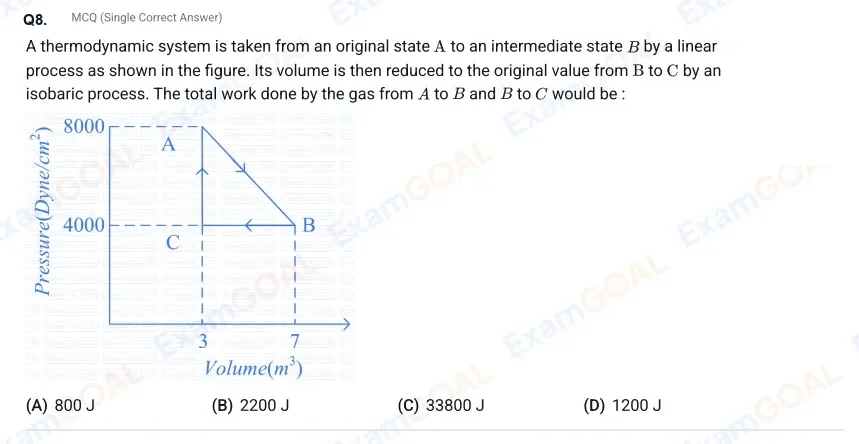 Q8. MCQ (Single Correct Answer)
A thermodynamic system is taken from an original state A to an intermediate state B by a linear
process as shown in the figure. Its volume is then reduced to the original value from B to C by an
isobaric process. The total work done by the gas from A to B and B to C would be :
8000
A
Pressure(Dyne/cm²)
4000
B
C
3
7
Volume(m³)
(A) 800 J
(B) 2200 J
(C) 33800 J
(D) 1200 J
ExamGOAL
ExamGOAL
ExamGOAL